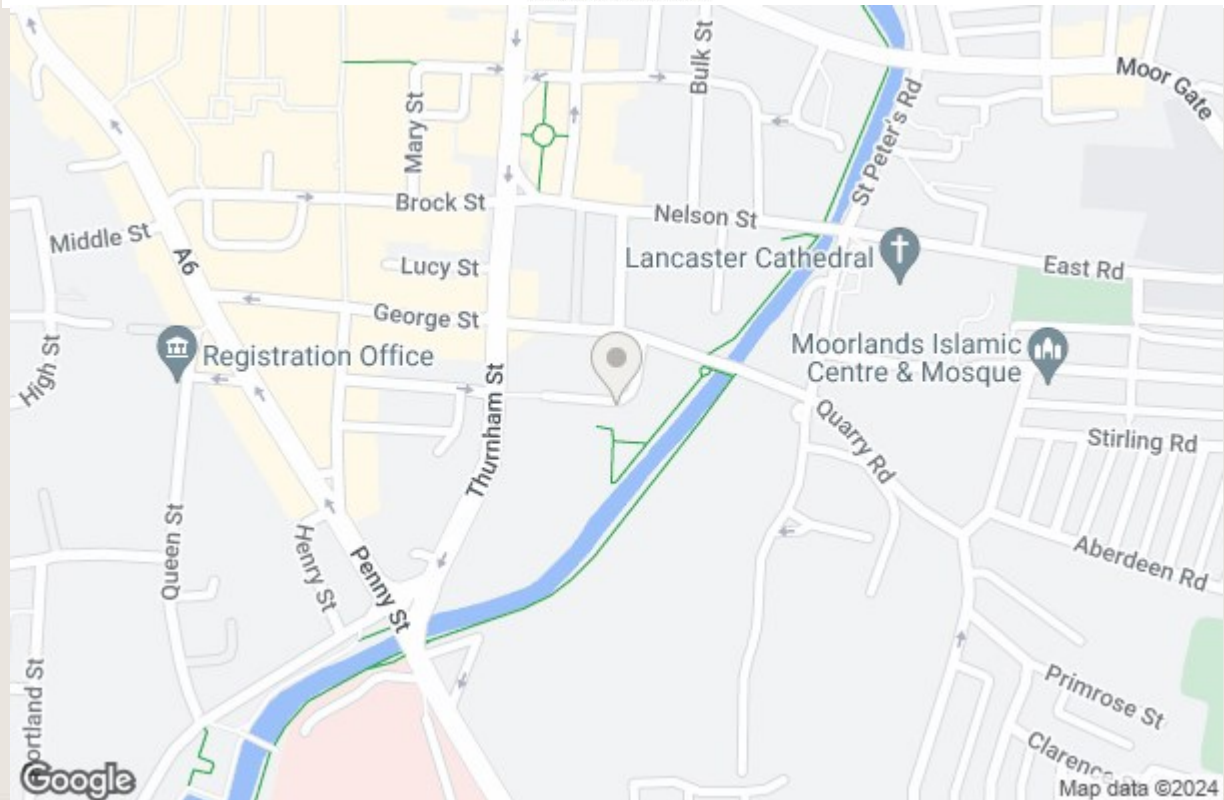 Moor Gate
Bulk St
Mary St
St Peter's Rd
Brock St
Nelson St
Middle St
A6
Lucy St
Lancaster Cathedral
East Rd
George St
Registration Office
Moorlands Islamic
Centre & Mosque
High St
Thurnham St
Quarry Rd
Stirling Rd
Queen St
Henry St
Penny St
Aberdeen Rd
Primrose St
Clarence
Google
Map data ©2024